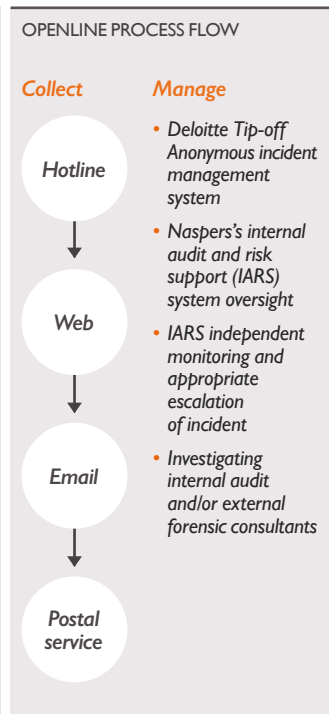 OPENLINE PROCESS FLOW
Collect
Hotline
Web
Email
Postal
service
Manage
• Deloitte Tip-off
Anonymous incident
management
system
• Naspers's internal
audit and risk
support (IARS)
system oversight
• IARS independent
monitoring and
appropriate
escalation
of incident
• Investigating
internal audit
and/or external
forensic consultants